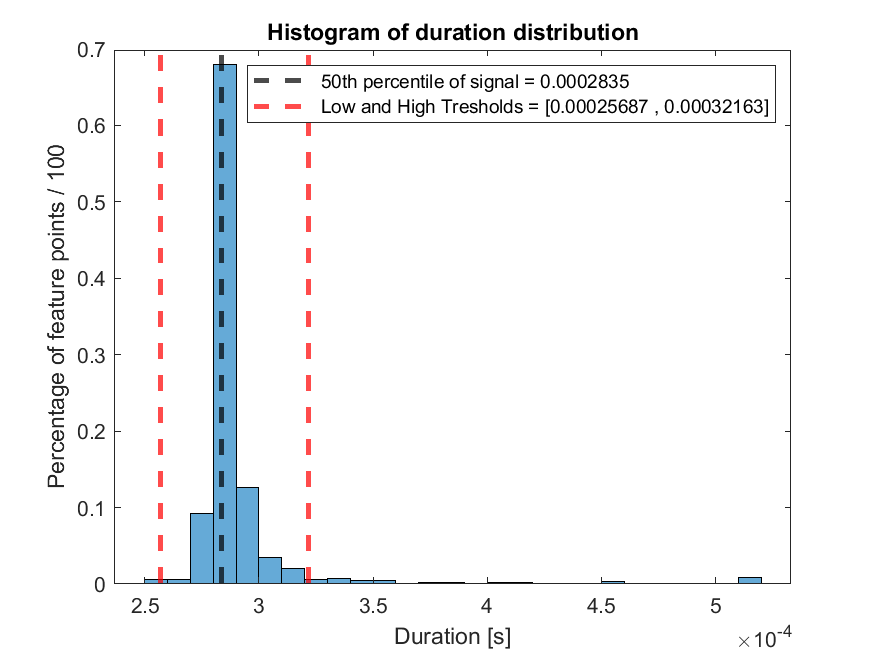 Histogram of duration distribution
50th percentile of signal = 0.0002835
Low and High Tresholds = [0.00025687 , 0.00032163]
Percentage of feature points / 100
0.7
0.6
0.5
0.4
0.3
0.2
0.1
0
2.5 3 3.5 4 4.5 5
Duration [s]
×10⁻⁴